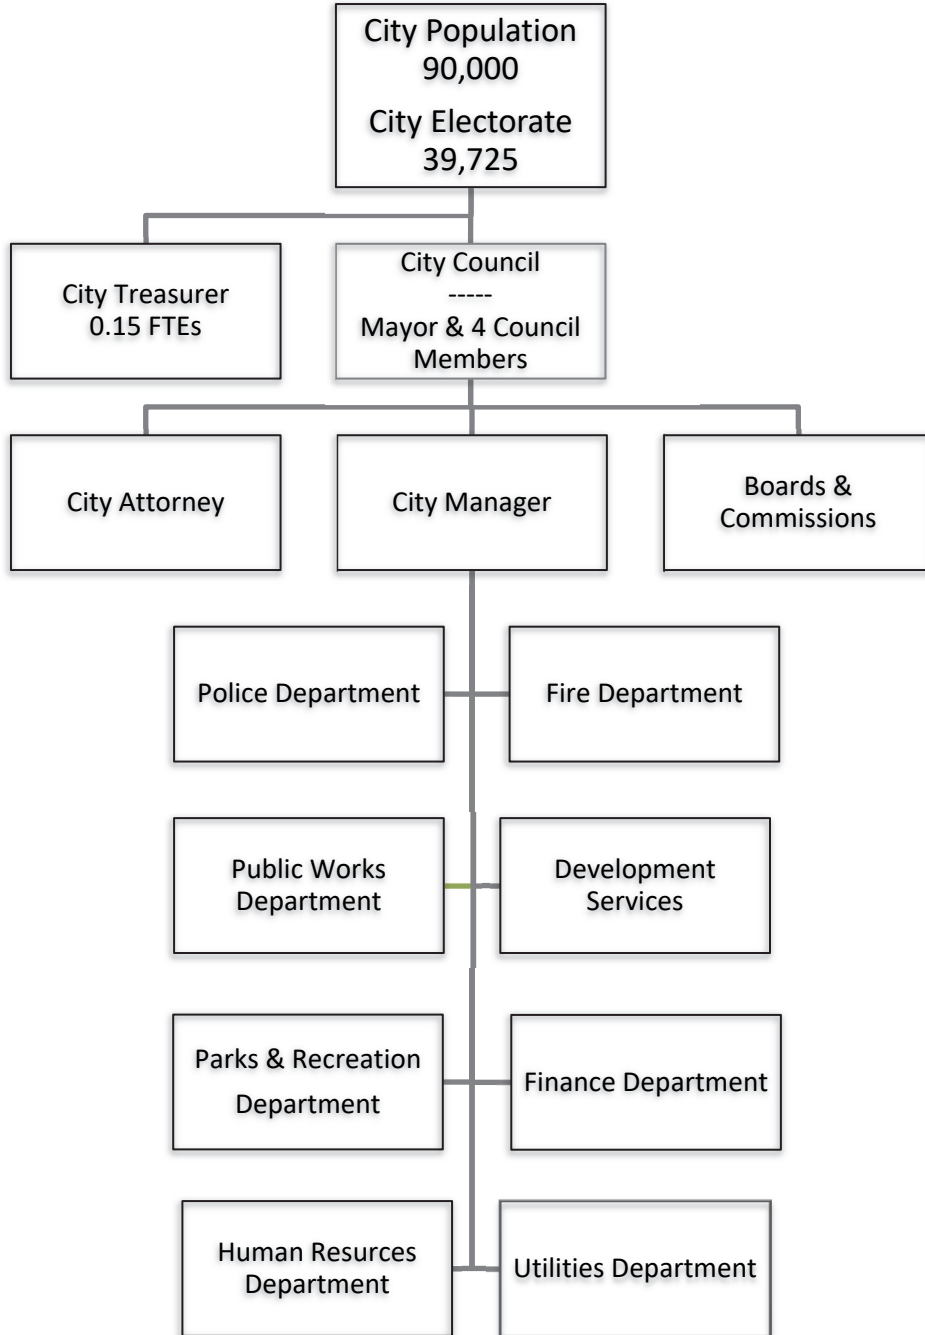 City Population
90,000
City Electorate
39,725
City Treasurer
0.15 FTEs
City Council
-----
Mayor & 4 Council
Members
City Attorney
City Manager
Boards &
Commissions
Police Department
Fire Department
Public Works
Department
Development
Services
Parks & Recreation
Department
Finance Department
Human Resurces
Department
Utilities Department